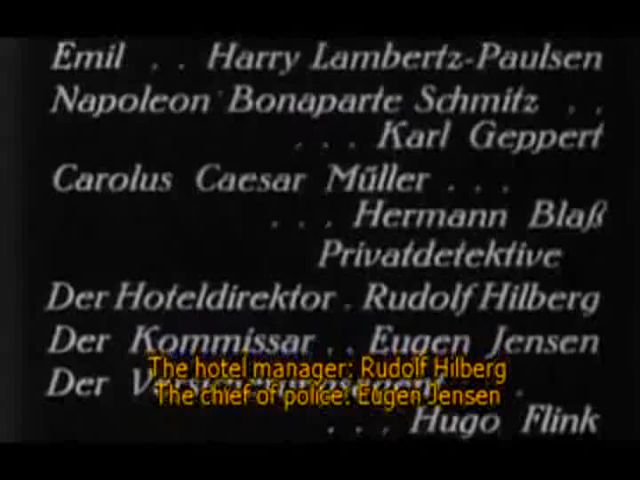 Emil . . Harry Lambertz-Paulsen
Napoleon Bonaparte Schmitz . .
. . . Karl Geppert
Carolus Caesar Müller . . .
. . . Hermann Blaß
Privatdetektive
Der Hoteldirektor . Rudolf Hilberg
Der Kommissar . . Eugen Jensen
The hotel manager: Rudolf Hilberg
Der .
The chief of police: Eugen Jensen
. . . Hugo Flink